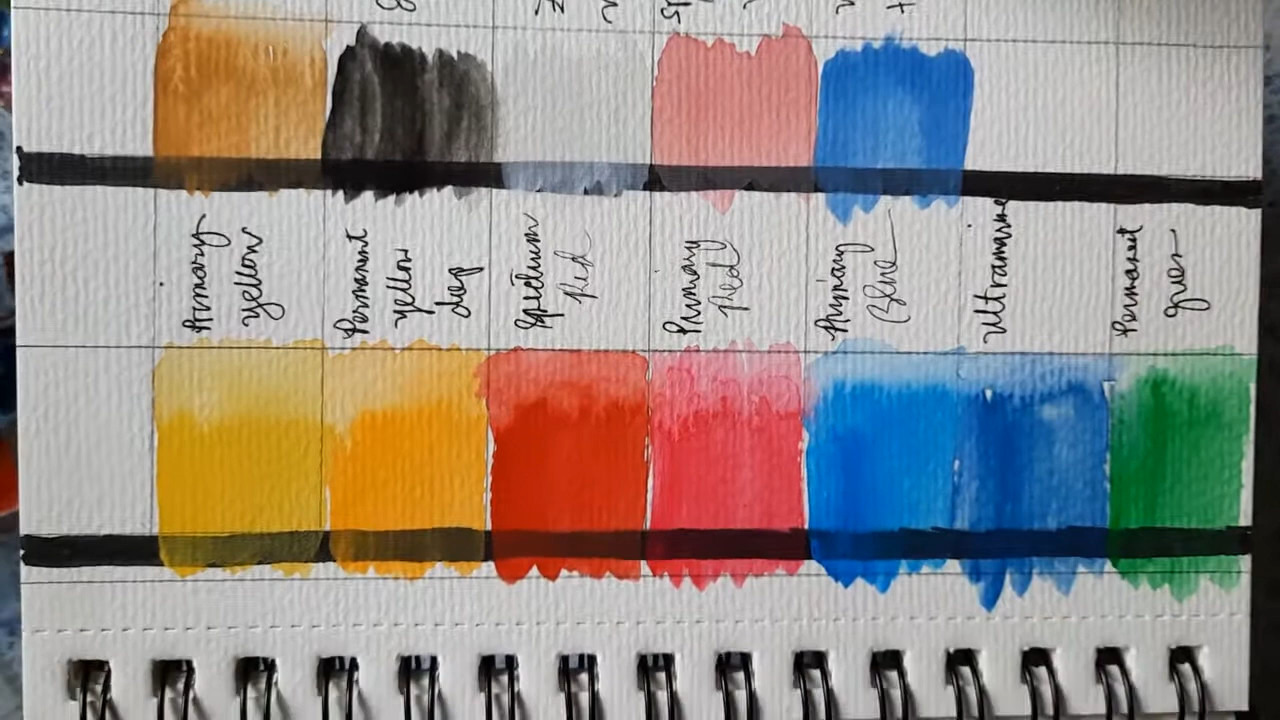 Primary
yellow
Permanent
yellow
deep
Spectrum
Red
Primary
Red
Primary
Blue
Ultramarine
Permanent
green